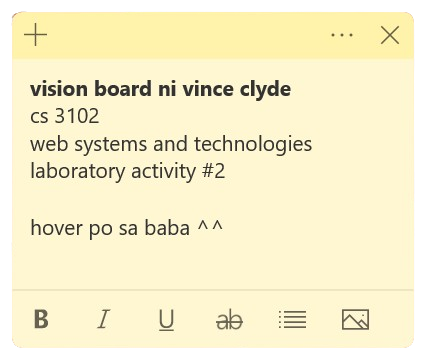 vision board ni vince clyde
cs 3102
web systems and technologies
laboratory activity #2
hover po sa baba ^^
B I U ab